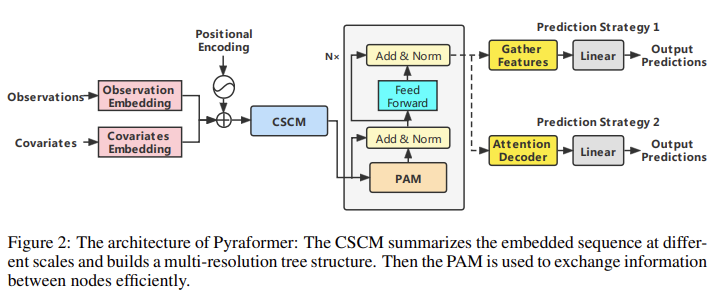 Positional
Encoding
Observations
Observation
Embedding
Covariates
Covariates
Embedding
CSCM
N×
Add & Norm
Feed
Forward
Add & Norm
PAM
Prediction Strategy 1
Gather
Features
Linear
Output
Predictions
Prediction Strategy 2
Attention
Decoder
Linear
Output
Predictions
Figure 2: The architecture of Pyraformer: The CSCM summarizes the embedded sequence at differ-
ent scales and builds a multi-resolution tree structure. Then the PAM is used to exchange information
between nodes efficiently.